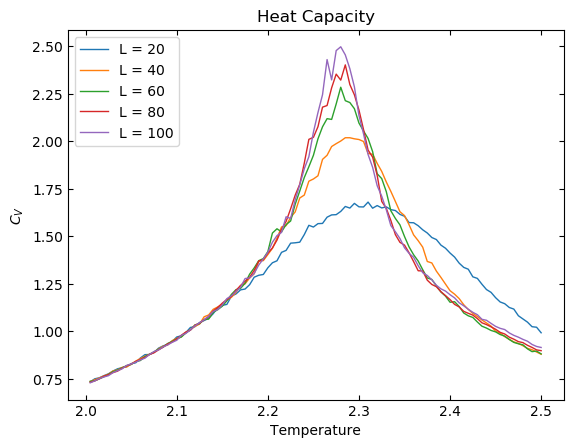 Heat Capacity
L = 20
L = 40
L = 60
L = 80
L = 100
2.50
2.25
2.00
1.75
1.50
1.25
1.00
0.75
C_V
2.0 2.1 2.2 2.3 2.4 2.5
Temperature